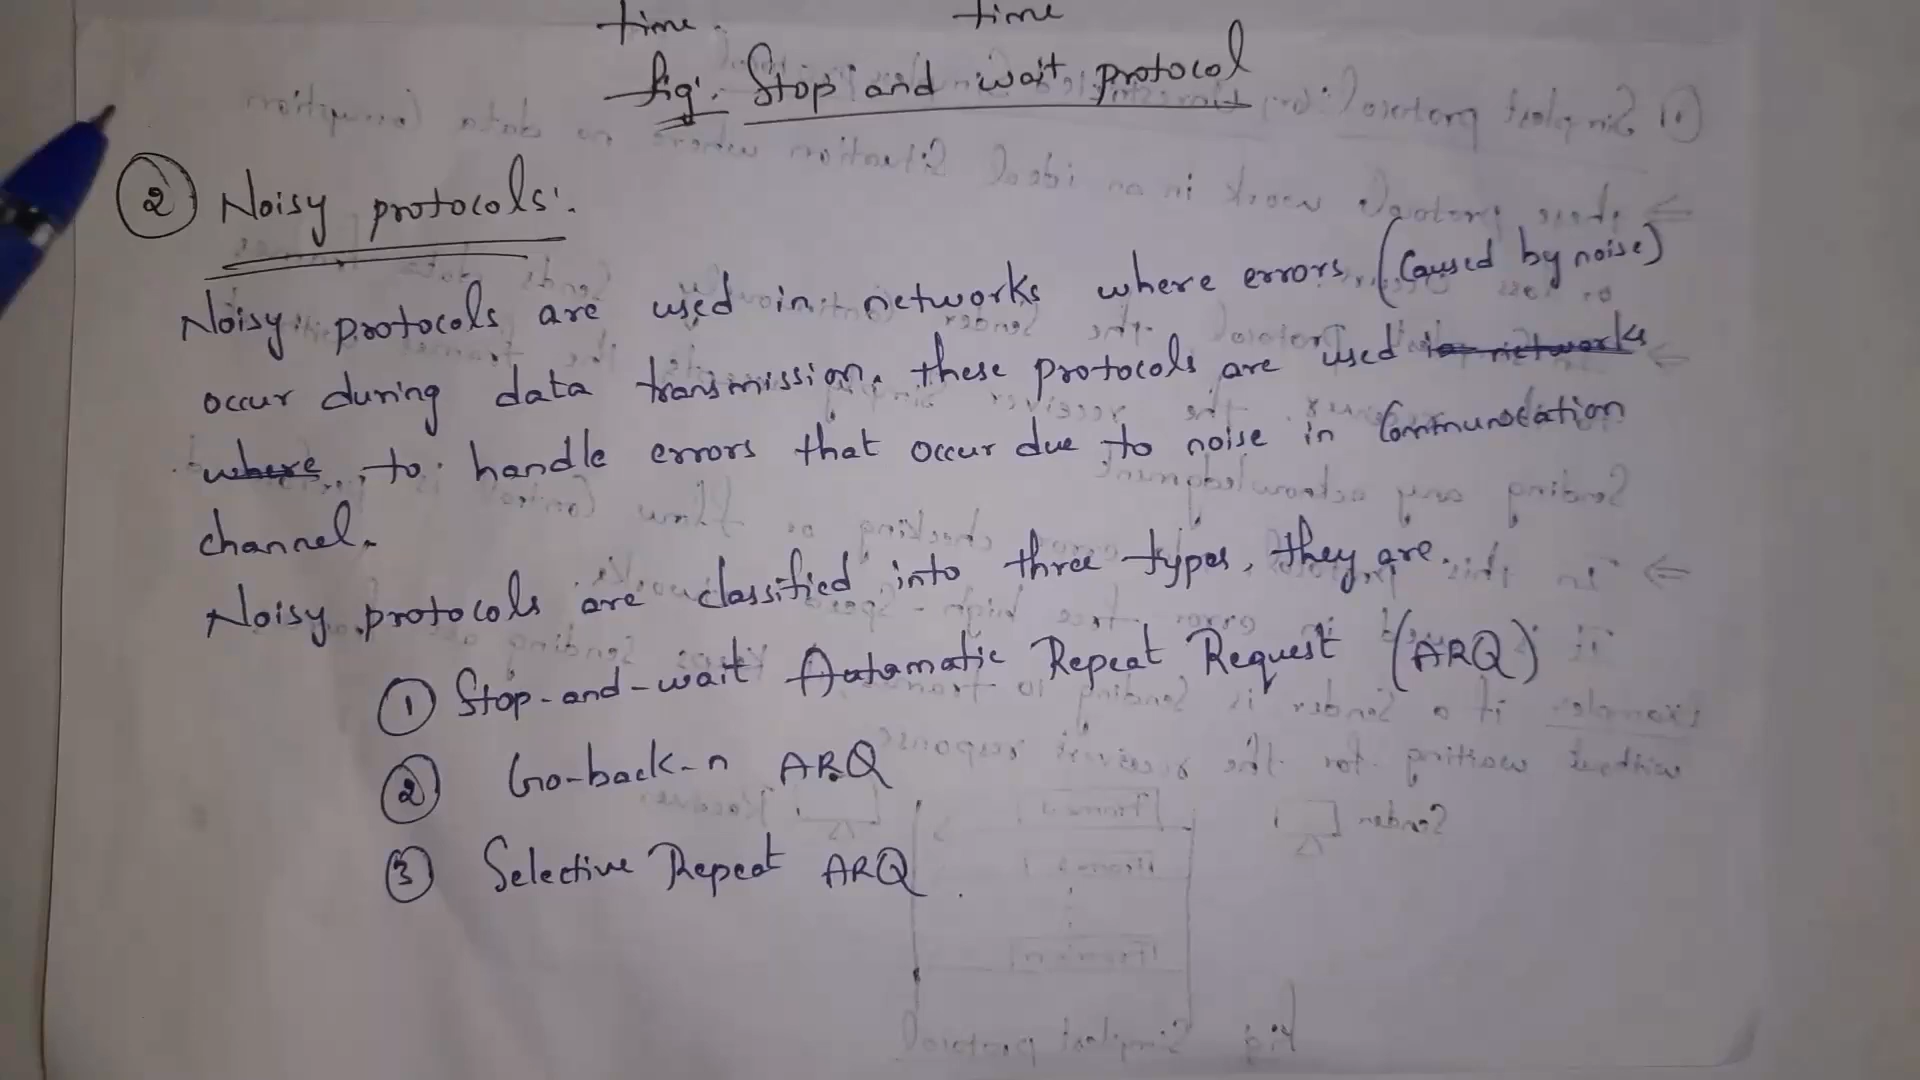 time. time
fig: Stop and wait protocol
② Noisy protocols:
Noisy protocols are used in networks where errors (Caused by noise)
occur during data transmission. these protocols are used in networks
where to handle errors that occur due to noise in Communication
channel.
Noisy protocols are classified into three types, they are.
① Stop-and-wait Automatic Repeat Request (ARQ)
② Go-back-n ARQ
③ Selective Repeat ARQ.